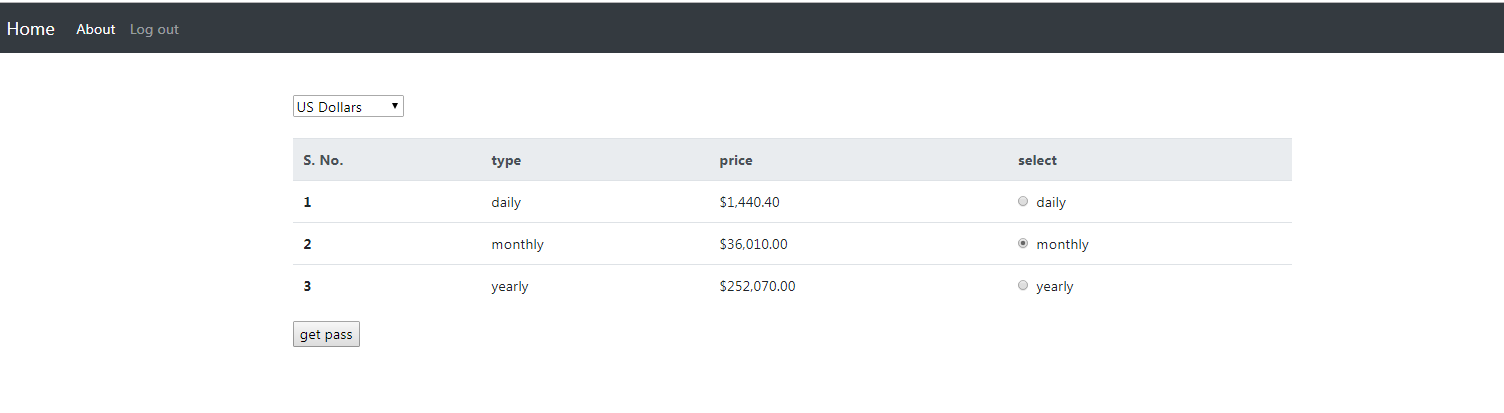 Home About Log out
US Dollars
S. No. type price select
1 daily $1,440.40 daily
2 monthly $36,010.00 monthly
3 yearly $252,070.00 yearly
get pass